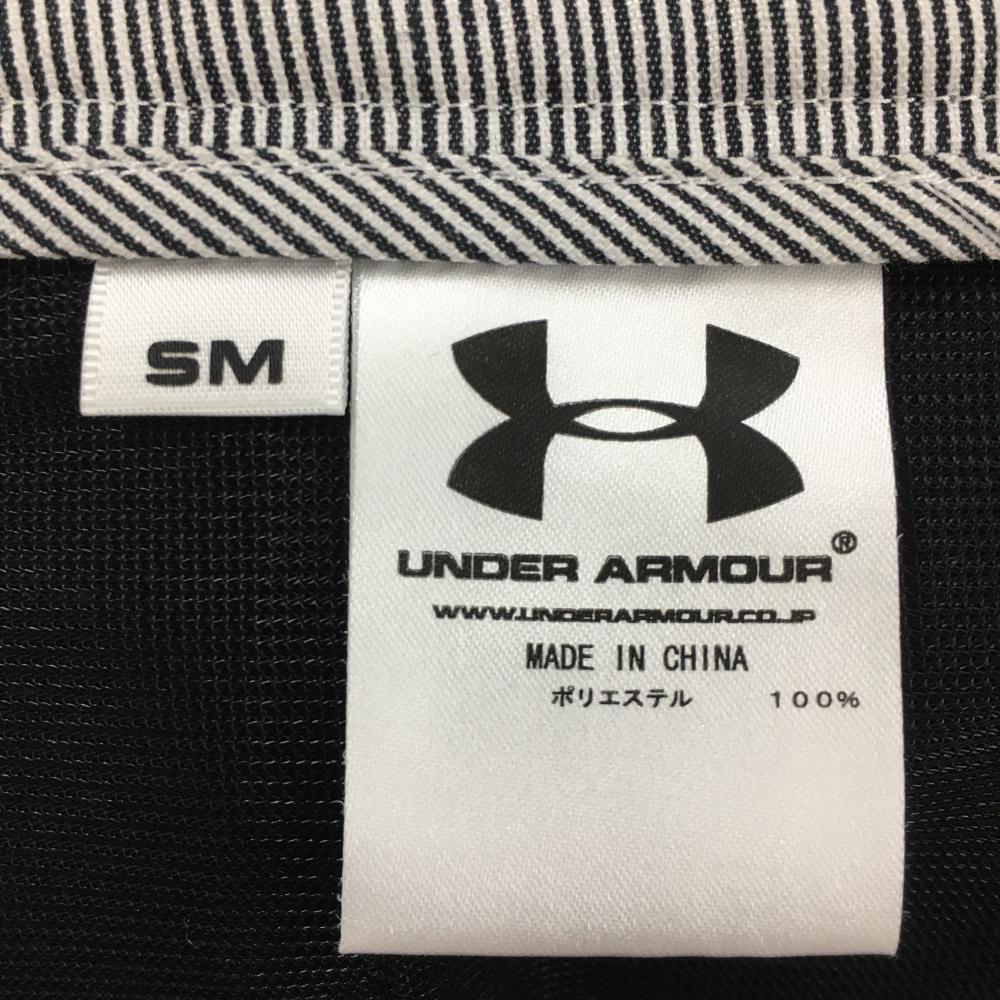 SM
UNDER ARMOUR®
WWW.UNDERARMOUR.CO.JP
MADE IN CHINA
ポリエステル 100%